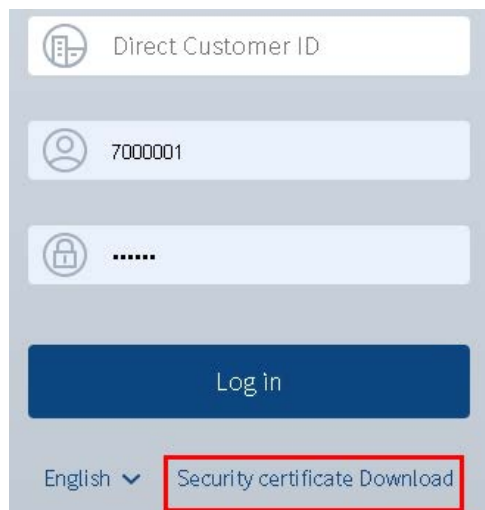 Direct Customer ID
7000001
••••••
Log in
English
Security certificate Download